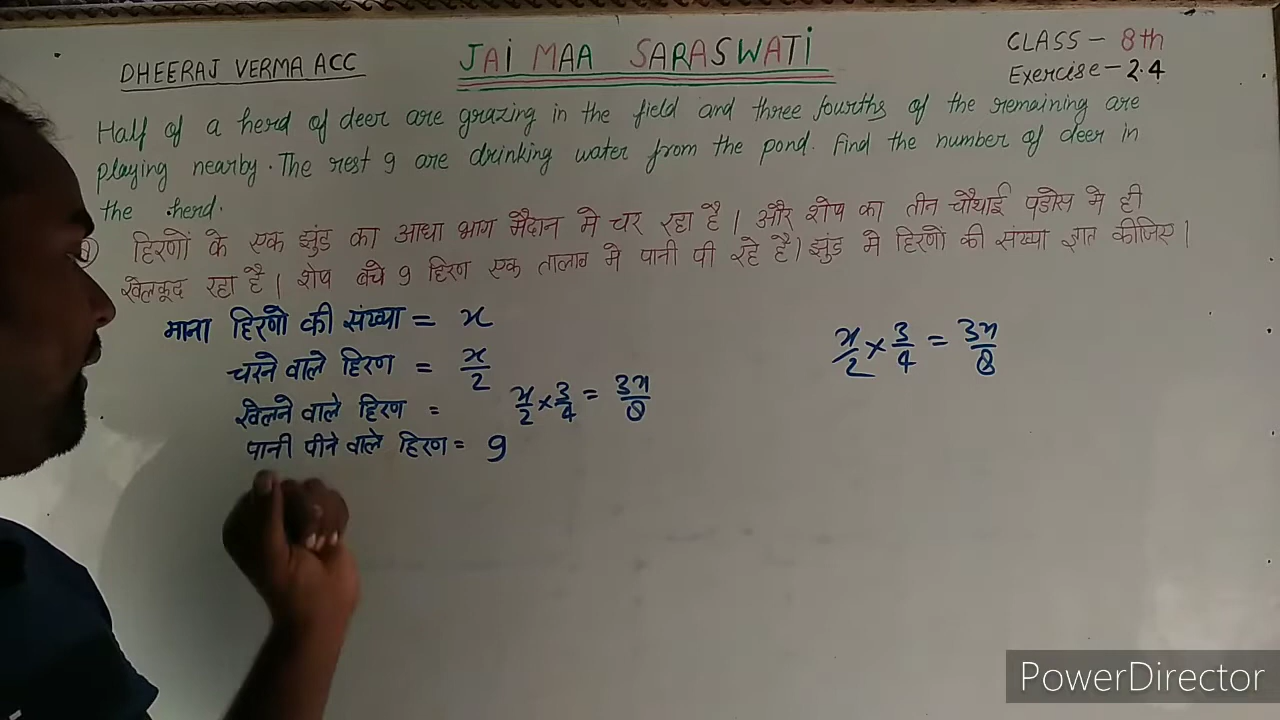 DHEERAJ VERMA ACC
JAI MAA SARASWATI
CLASS - 8th
Exercise - 2.4
Half of a herd of deer are grazing in the field and three fourths of the remaining are
playing nearby. The rest 9 are drinking water from the pond. Find the number of deer in
the herd.
हिरणों के एक झुंड का आधा भाग मैदान मे चर रहा है। और शेष का तीन चौथाई पडोस मे ही
खेलकूद रहा है। शेष बचे 9 हिरण एक तालाब मे पानी पी रहे है। झुंड मे हिरणो की संख्या ज्ञात कीजिए।
माना हिरणो की संख्या = x
चरने वाले हिरण = x/2
खेलने वाले हिरण = x/2 × 3/4 = 3x/8
पानी पीने वाले हिरण = 9
x/2 × 3/4 = 3x/8
PowerDirector